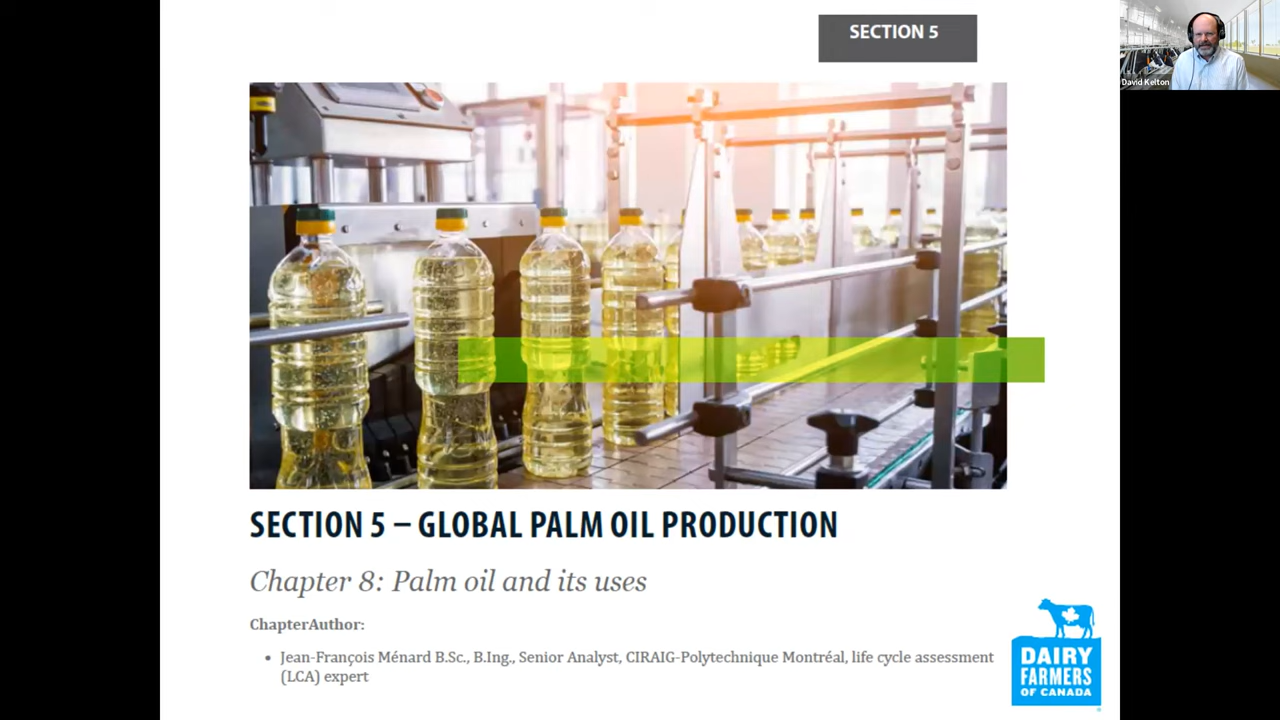 SECTION 5
David Kelton
SECTION 5 – GLOBAL PALM OIL PRODUCTION
Chapter 8: Palm oil and its uses
ChapterAuthor:
• Jean-François Ménard B.Sc., B.Ing., Senior Analyst, CIRAIG-Polytechnique Montréal, life cycle assessment
(LCA) expert
DAIRY
FARMERS
OF CANADA